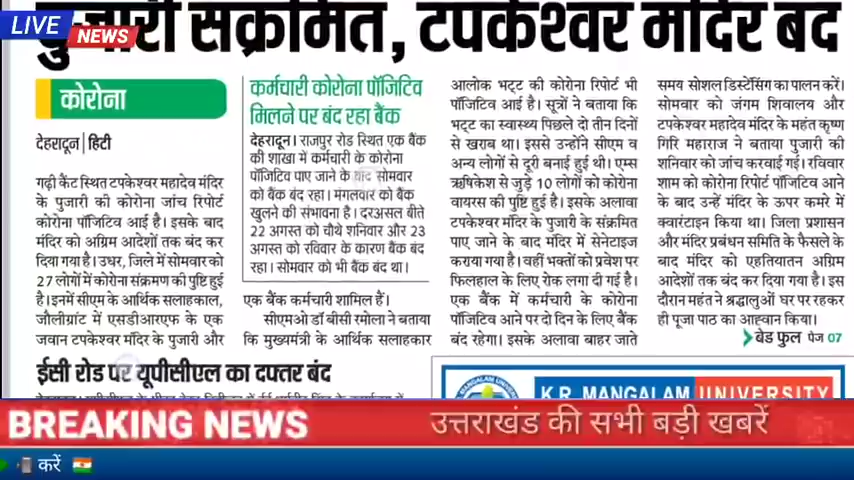 LIVE
NEWS
पुजारी संक्रमित, टपकेश्वर मंदिर बंद
कोरोना
देहरादून | हिटी
गढ़ी कैंट स्थित टपकेश्वर महादेव मंदिर
के पुजारी की कोरोना जांच रिपोर्ट
कोरोना पॉजिटिव आई है। इसके बाद
मंदिर को अग्रिम आदेशों तक बंद कर
दिया गया है। उधर, जिले में सोमवार को
27 लोगों में कोरोना संक्रमण की पुष्टि हुई
है। इनमें सीएम के आर्थिक सलाहकाल,
जौलीग्रांट में एसडीआरएफ के एक
जवान टपकेश्वर मंदिर के पुजारी और
कर्मचारी कोरोना पॉजिटिव
मिलने पर बंद रहा बैंक
देहरादून। राजपुर रोड स्थित एक बैंक
की शाखा में कर्मचारी के कोरोना
पॉजिटिव पाए जाने के बाद सोमवार
को बैंक बंद रहा। मंगलवार को बैंक
खुलने की संभावना है। दरअसल बीते
22 अगस्त को चौथे शनिवार और 23
अगस्त को रविवार के कारण बैंक बंद
रहा। सोमवार को भी बैंक बंद था।
एक बैंक कर्मचारी शामिल हैं।
सीएमओ डॉ बीसी रमोला ने बताया
कि मुख्यमंत्री के आर्थिक सलाहकार
आलोक भट्ट की कोरोना रिपोर्ट भी
पॉजिटिव आई है। सूत्रों ने बताया कि
भट्ट का स्वास्थ्य पिछले दो तीन दिनों
से खराब था। इससे उन्होंने सीएम व
अन्य लोगों से दूरी बनाई हुई थी। एम्स
ऋषिकेश से जुड़े 10 लोगों को कोरोना
वायरस की पुष्टि हुई है। इसके अलावा
टपकेश्वर मंदिर के पुजारी के संक्रमित
पाए जाने के बाद मंदिर में सेनेटाइज
कराया गया है। वहीं भक्तों को प्रवेश पर
फिलहाल के लिए रोक लगा दी गई है।
एक बैंक में कर्मचारी के कोरोना
पॉजिटिव आने पर दो दिन के लिए बैंक
बंद रहेगा। इसके अलावा बाहर जाते
समय सोशल डिस्टेंसिंग का पालन करें।
सोमवार को जंगम शिवालय और
टपकेश्वर महादेव मंदिर के महंत कृष्ण
गिरि महाराज ने बताया पुजारी की
शनिवार को जांच करवाई गई। रविवार
शाम को कोरोना रिपोर्ट पॉजिटिव आने
के बाद उन्हें मंदिर के ऊपर कमरे में
क्वारंटाइन किया था। जिला प्रशासन
और मंदिर प्रबंधन समिति के फैसले के
बाद मंदिर को एहतियातन अग्रिम
आदेशों तक बंद कर दिया गया है। इस
दौरान महंत ने श्रद्धालुओं घर पर रहकर
ही पूजा पाठ का आह्वान किया।
बेड फुल पेज 07
ईसी रोड पर यूपीसीएल का दफ्तर बंद
K.R. MANGALAM UNIVERSITY
BREAKING NEWS
उत्तराखंड की सभी बड़ी खबरें
करें